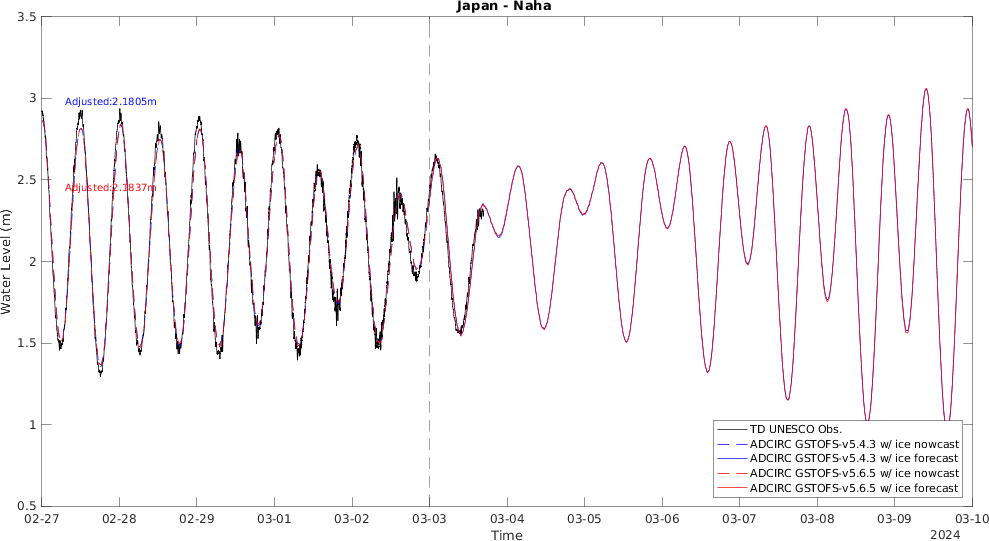 Japan - Naha
3.5
3
2.5
2
1.5
1
0.5
Water Level (m)
Adjusted:2.1805m
Adjusted:2.1837m
TD UNESCO Obs.
ADCIRC GSTOFS-v5.4.3 w/ ice nowcast
ADCIRC GSTOFS-v5.4.3 w/ ice forecast
ADCIRC GSTOFS-v5.6.5 w/ ice nowcast
ADCIRC GSTOFS-v5.6.5 w/ ice forecast
02-27 02-28 02-29 03-01 03-02 03-03 03-04 03-05 03-06 03-07 03-08 03-09 03-10
Time
2024